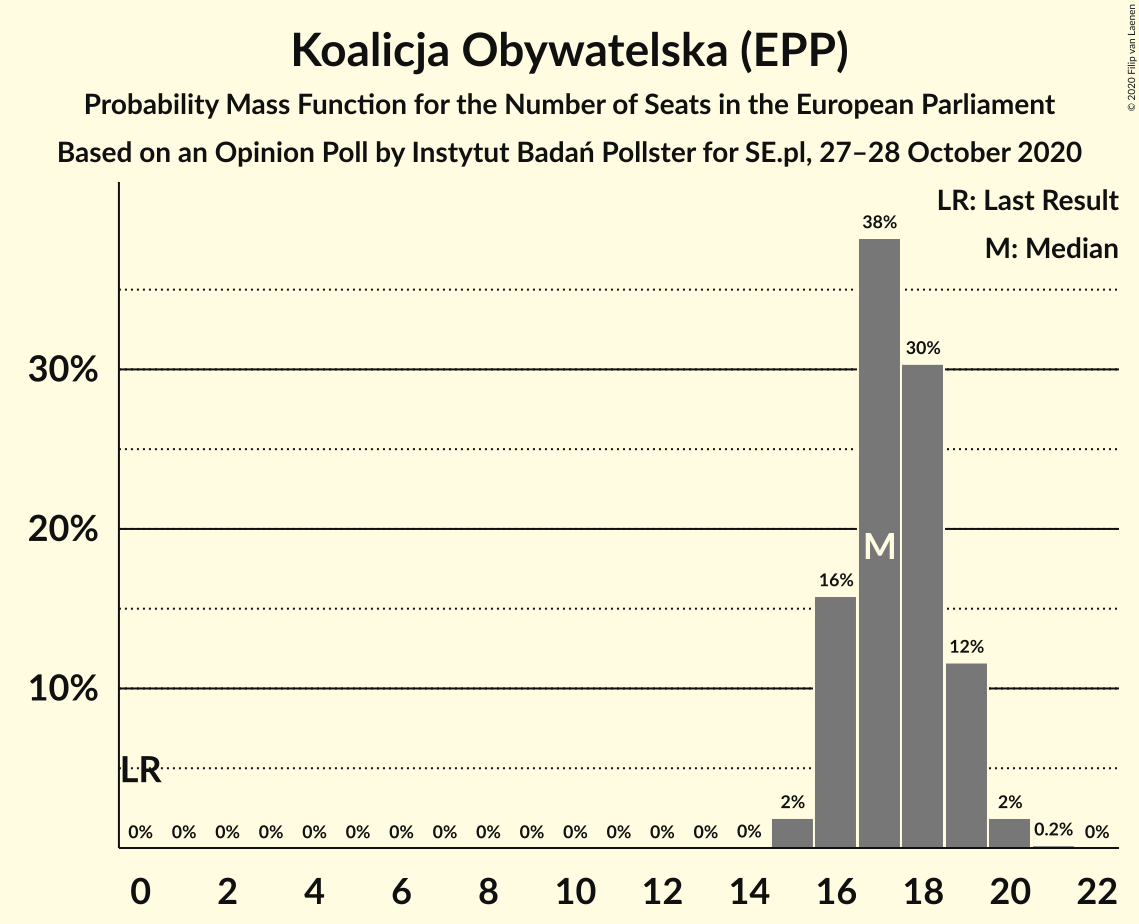 Koalicja Obywatelska (EPP)
Probability Mass Function for the Number of Seats in the European Parliament
Based on an Opinion Poll by Instytut Badań Pollster for SE.pl, 27–28 October 2020
© 2020 Filip van Laenen
LR: Last Result
M: Median
38%
30%
30%
20%
M
16%
12%
10%
LR
2% 2%
0% 0% 0% 0% 0% 0% 0% 0% 0% 0% 0% 0% 0% 0% 0% 0.2% 0%
0 2 4 6 8 10 12 14 16 18 20 22